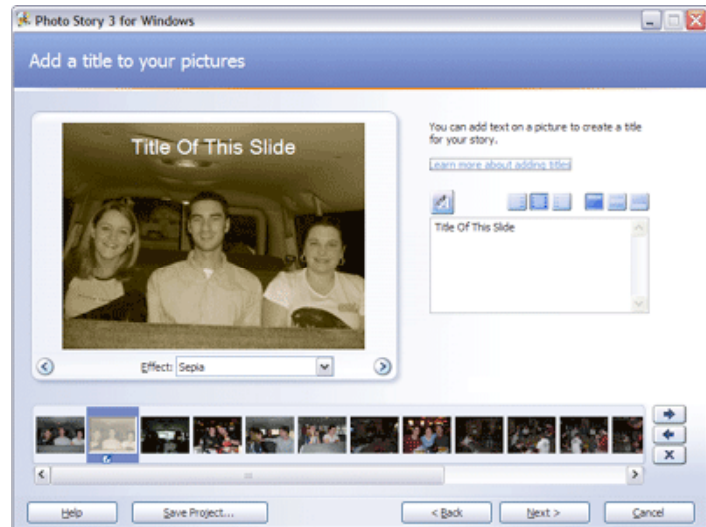 Photo Story 3 for Windows
Add a title to your pictures
Title Of This Slide
You can add text on a picture to create a title
for your story.
Learn more about adding titles
Title Of This Slide
Effect: Sepia
Help
Save Project...
< Back
Next >
Cancel